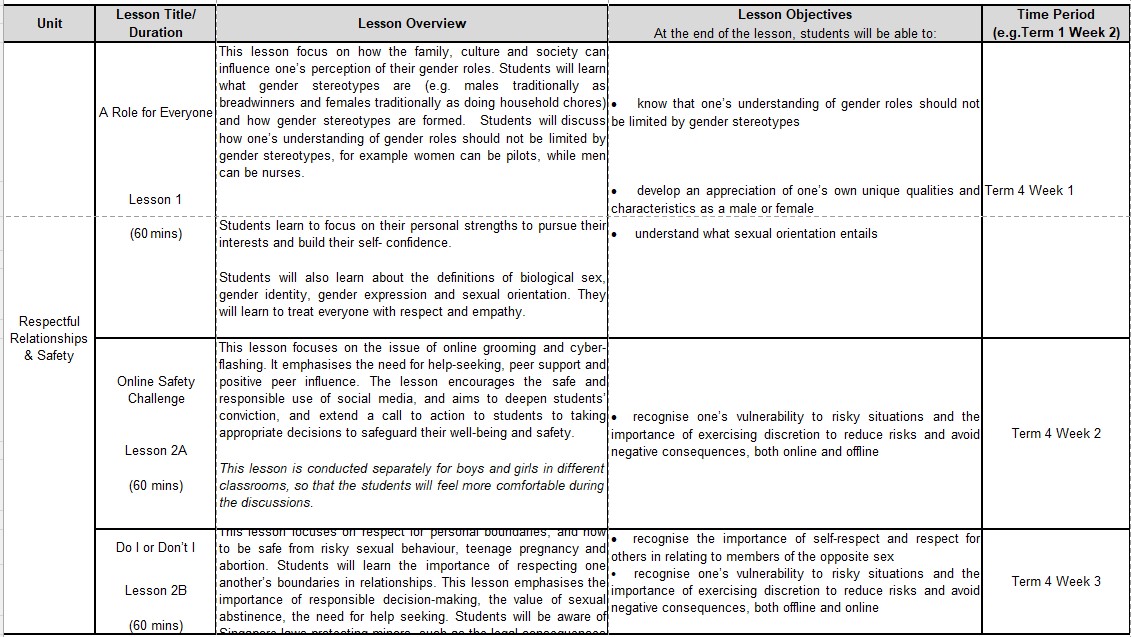 Unit
Lesson Title/
Duration
Lesson Overview
Lesson Objectives
At the end of the lesson, students will be able to:
Time Period
(e.g.Term 1 Week 2)
Respectful
Relationships
& Safety
A Role for Everyone
Lesson 1
(60 mins)
This lesson focus on how the family, culture and society can
influence one's perception of their gender roles. Students will learn
what gender stereotypes are (e.g. males traditionally as
breadwinners and females traditionally as doing household chores)
and how gender stereotypes are formed. Students will discuss
how one's understanding of gender roles should not be limited by
gender stereotypes, for example women can be pilots, while men
can be nurses.
Students learn to focus on their personal strengths to pursue their
interests and build their self- confidence.
Students will also learn about the definitions of biological sex,
gender identity, gender expression and sexual orientation. They
will learn to treat everyone with respect and empathy.
• know that one's understanding of gender roles should not
be limited by gender stereotypes
• develop an appreciation of one's own unique qualities and
characteristics as a male or female
• understand what sexual orientation entails
Term 4 Week 1
Online Safety
Challenge
Lesson 2A
(60 mins)
This lesson focuses on the issue of online grooming and cyber-
flashing. It emphasises the need for help-seeking, peer support and
positive peer influence. The lesson encourages the safe and
responsible use of social media, and aims to deepen students'
conviction, and extend a call to action to students to taking
appropriate decisions to safeguard their well-being and safety.
This lesson is conducted separately for boys and girls in different
classrooms, so that the students will feel more comfortable during
the discussions.
• recognise one's vulnerability to risky situations and the
importance of exercising discretion to reduce risks and avoid
negative consequences, both online and offline
Term 4 Week 2
Do I or Don't I
Lesson 2B
(60 mins)
This lesson focuses on respect for personal boundaries, and how
to be safe from risky sexual behaviour, teenage pregnancy and
abortion. Students will learn the importance of respecting one
another's boundaries in relationships. This lesson emphasises the
importance of responsible decision-making, the value of sexual
abstinence, the need for help seeking. Students will be aware of
Singapore laws protecting minors, such as the legal consequences
• recognise the importance of self-respect and respect for
others in relating to members of the opposite sex
• recognise one's vulnerability to risky situations and the
importance of exercising discretion to reduce risks and avoid
negative consequences, both offline and online
Term 4 Week 3